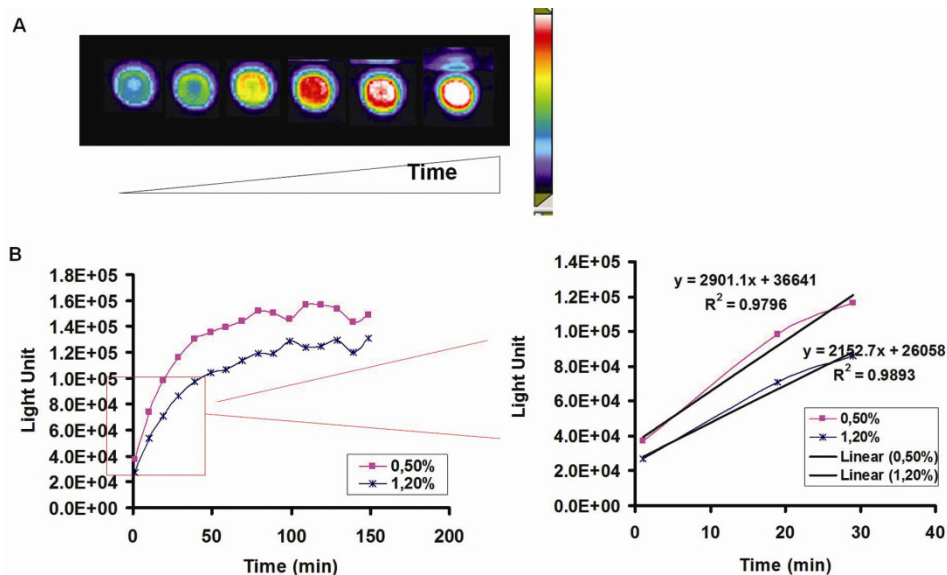 A
Time
B
Light Unit
1.8E+05
1.6E+05
1.4E+05
1.2E+05
1.0E+05
8.0E+04
6.0E+04
4.0E+04
2.0E+04
0.0E+00
0 50 100 150 200
Time (min)
0,50%
1,20%
Light Unit
1.4E+05
1.2E+05
1.0E+05
8.0E+04
6.0E+04
4.0E+04
2.0E+04
0.0E+00
0 10 20 30 40
Time (min)
y = 2901.1x + 36641
R² = 0.9796
y = 2152.7x + 26058
R² = 0.9893
0,50%
1,20%
Linear (0,50%)
Linear (1,20%)